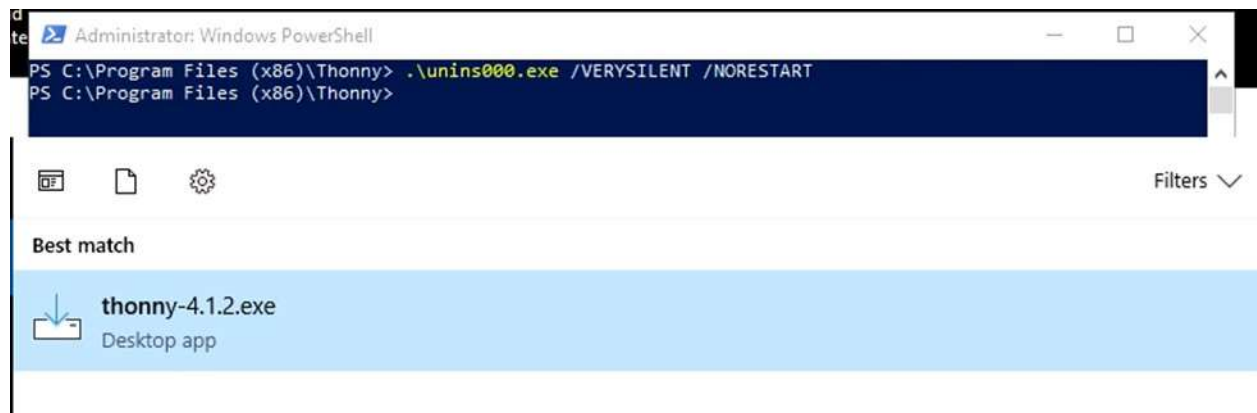 d
te
Administrator: Windows PowerShell
PS C:\Program Files (x86)\Thonny> .\unins000.exe /VERYSILENT /NORESTART
PS C:\Program Files (x86)\Thonny>
Filters
Best match
thonny-4.1.2.exe
Desktop app